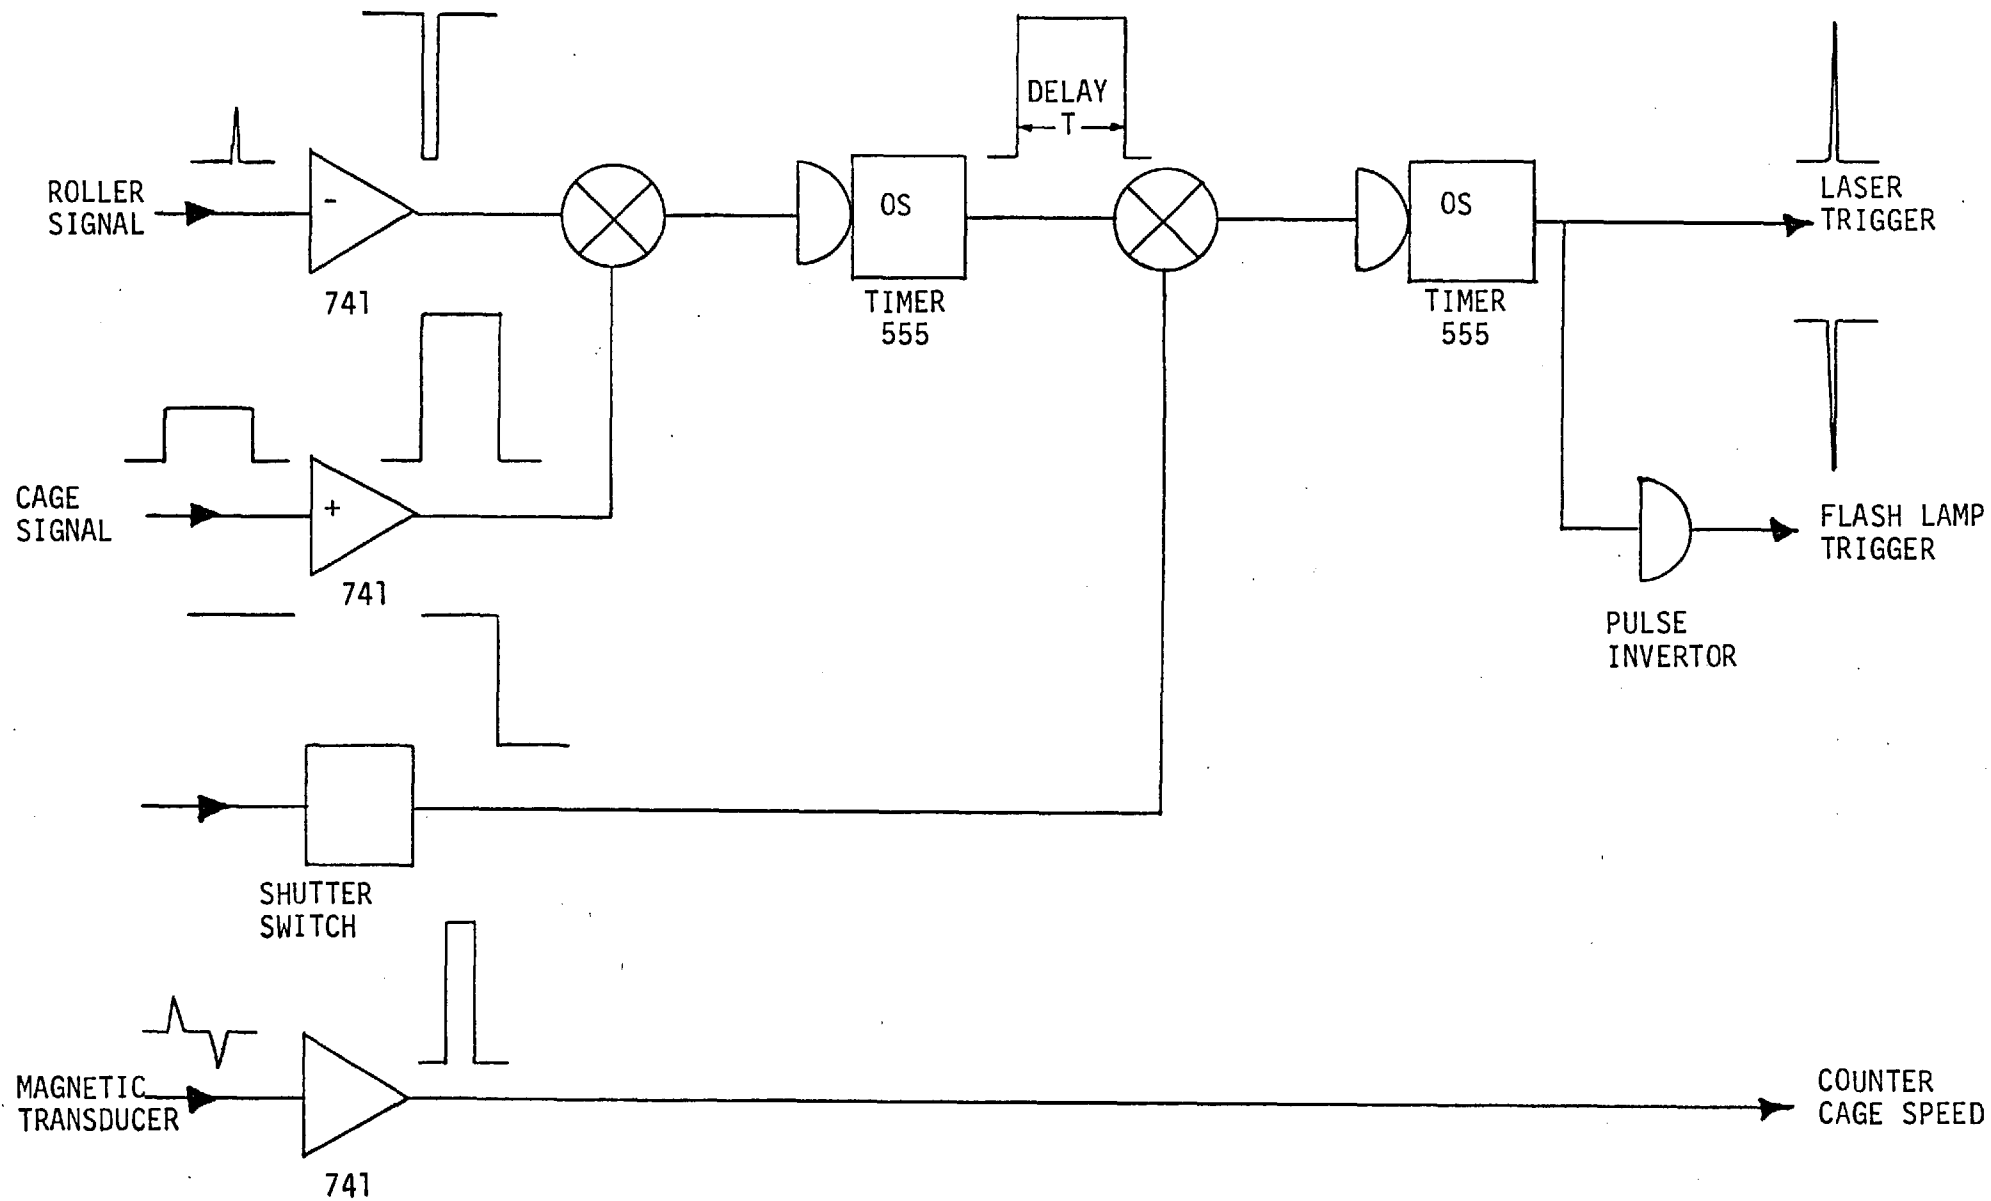 DELAY
T
ROLLER
SIGNAL
-
741
OS
TIMER
555
OS
TIMER
555
LASER
TRIGGER
CAGE
SIGNAL
+
741
FLASH LAMP
TRIGGER
PULSE
INVERTOR
SHUTTER
SWITCH
MAGNETIC
TRANSDUCER
741
COUNTER
CAGE SPEED